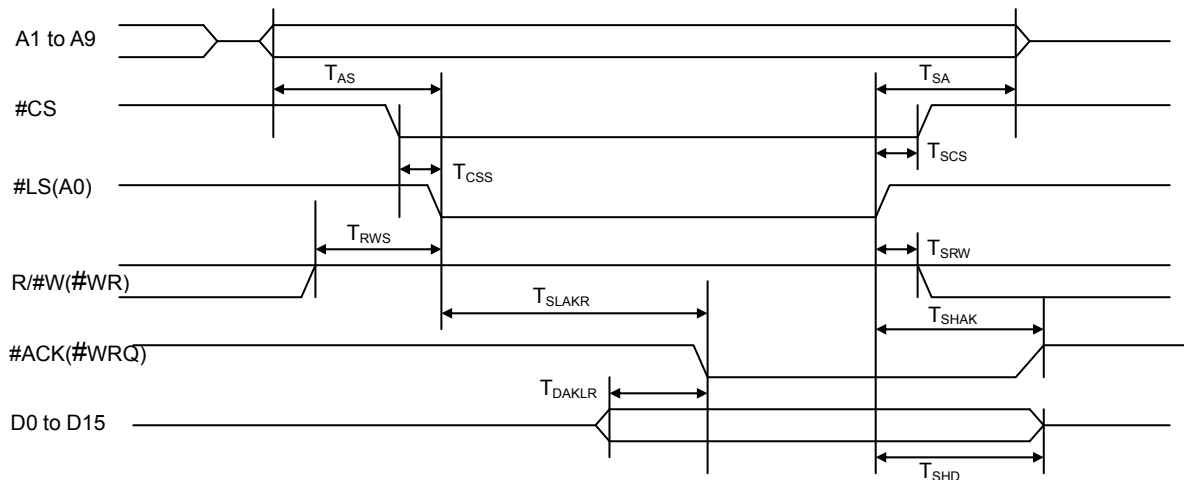 A1 to A9
TAS
TSA
#CS
TSCS
TCSS
#LS(A0)
TRWS
TSRW
R/#W(#WR)
TSLAKR
TSHAK
#ACK(#WRQ)
TDAKLR
D0 to D15
TSHD